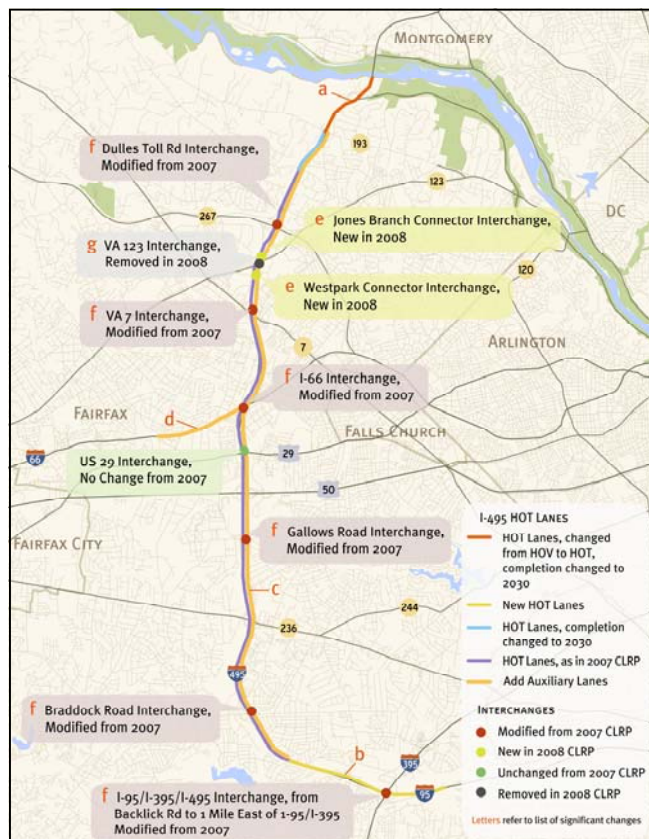 MONTGOMERY
a
193
f Dulles Toll Rd Interchange,
Modified from 2007
123
267
e Jones Branch Connector Interchange,
New in 2008
DC
g VA 123 Interchange,
Removed in 2008
120
e Westpark Connector Interchange,
New in 2008
f VA 7 Interchange,
Modified from 2007
ARLINGTON
7
f I-66 Interchange,
Modified from 2007
FAIRFAX
d
FALLS CHURCH
66
US 29 Interchange,
No Change from 2007
29
50
FAIRFAX CITY
f Gallows Road Interchange,
Modified from 2007
c
244
236
495
f Braddock Road Interchange,
Modified from 2007
b
395
95
f I-95/I-395/I-495 Interchange, from
Backlick Rd to 1 Mile East of 1-95/I-395
Modified from 2007
I-495 HOT LANES
HOT Lanes, changed
from HOV to HOT,
completion changed to
2030
New HOT Lanes
HOT Lanes, completion
changed to 2030
HOT Lanes, as in 2007 CLRP
Add Auxiliary Lanes
INTERCHANGES
Modified from 2007 CLRP
New in 2008 CLRP
Unchanged from 2007 CLRP
Removed in 2008 CLRP
Letters refer to list of significant changes